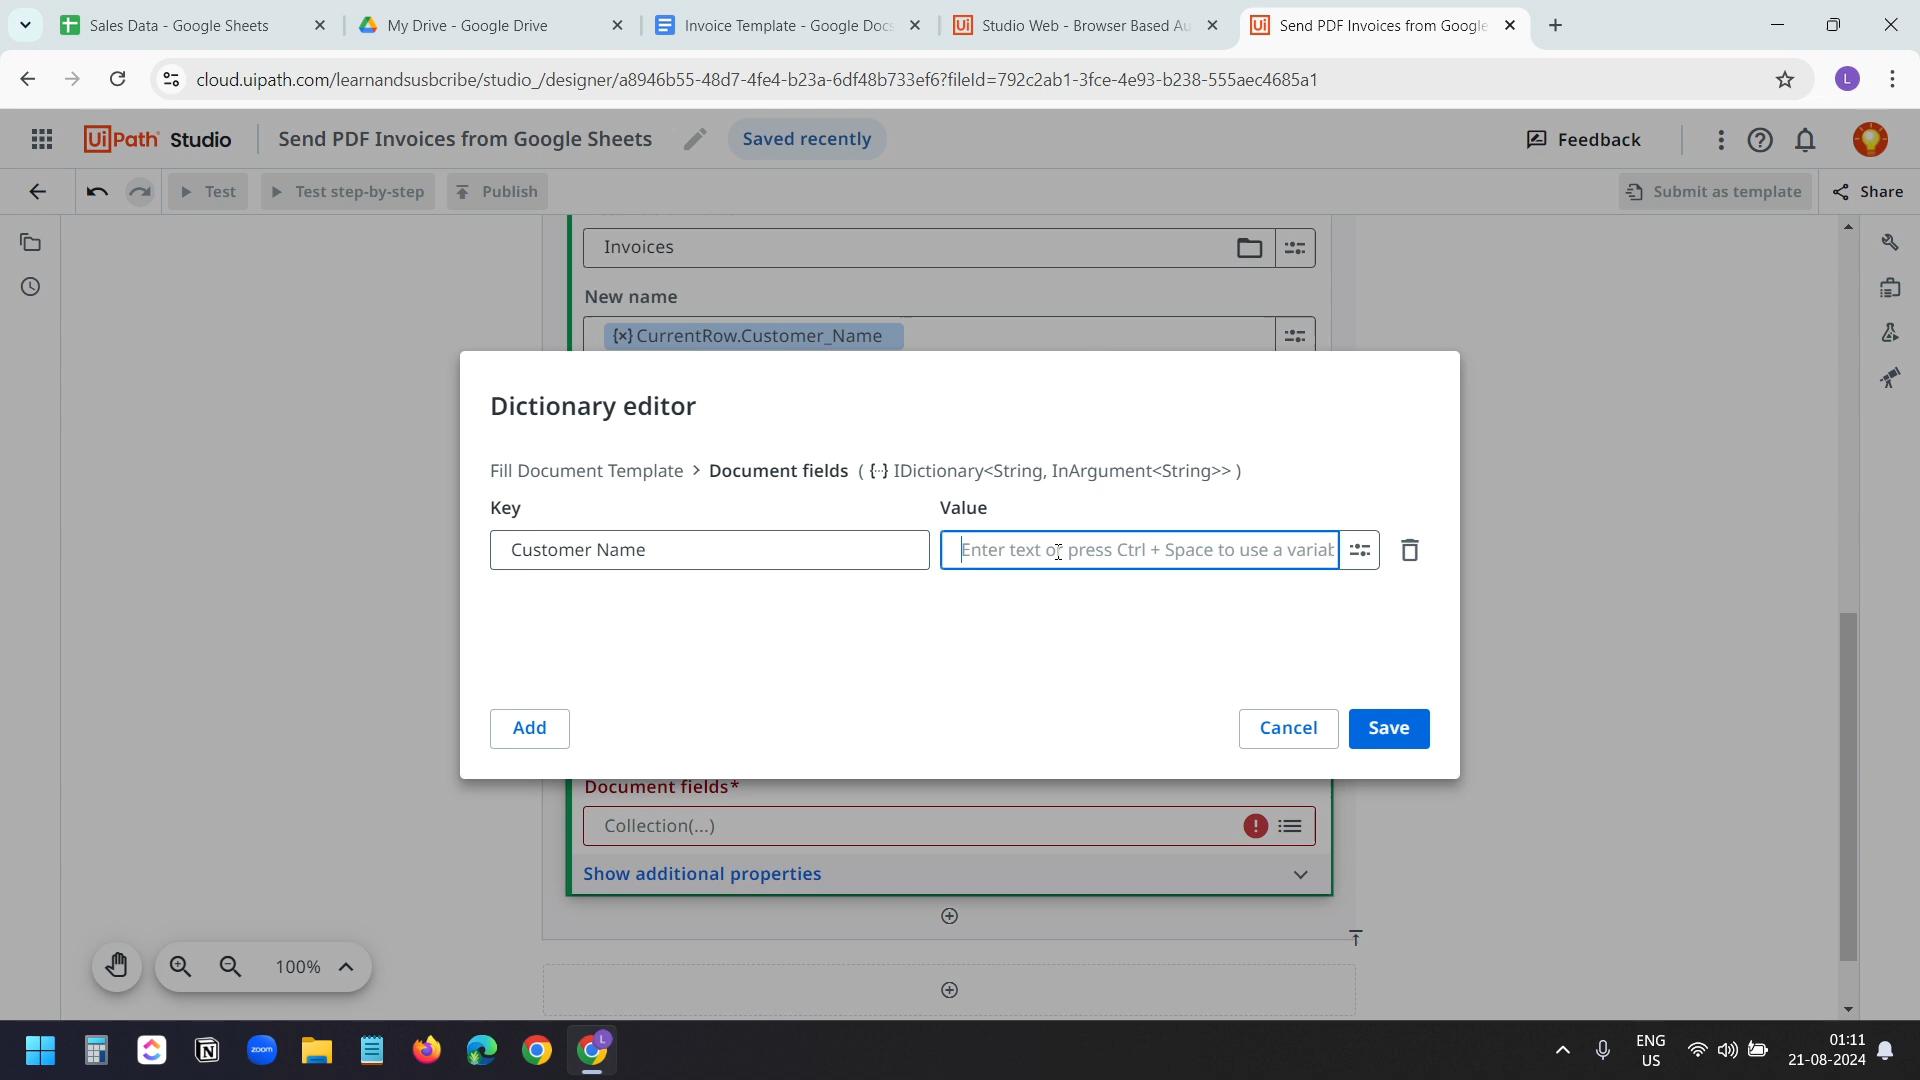 Sales Data - Google Sheets
My Drive - Google Drive
Invoice Template - Google Docs
Studio Web - Browser Based Au
Send PDF Invoices from Google
L
cloud.uipath.com/learnandsusbcribe/studio_/designer/a8946b55-48d7-4fe4-b23a-6df48b733ef6?fileId=792c2ab1-3fce-4e93-b238-555aec4685a1
UiPath Studio
Send PDF Invoices from Google Sheets
Saved recently
Feedback
Test
Test step-by-step
Publish
Submit as template
Share
Invoices
New name
{x} CurrentRow.Customer_Name
Dictionary editor
Fill Document Template > Document fields ( {··} IDictionary<String, InArgument<String>> )
Key
Value
Customer Name
Enter text or press Ctrl + Space to use a variab
Add
Cancel
Save
Document fields*
Collection(...)
Show additional properties
100%
zoom
L
ENG
US
01:11
21-08-2024